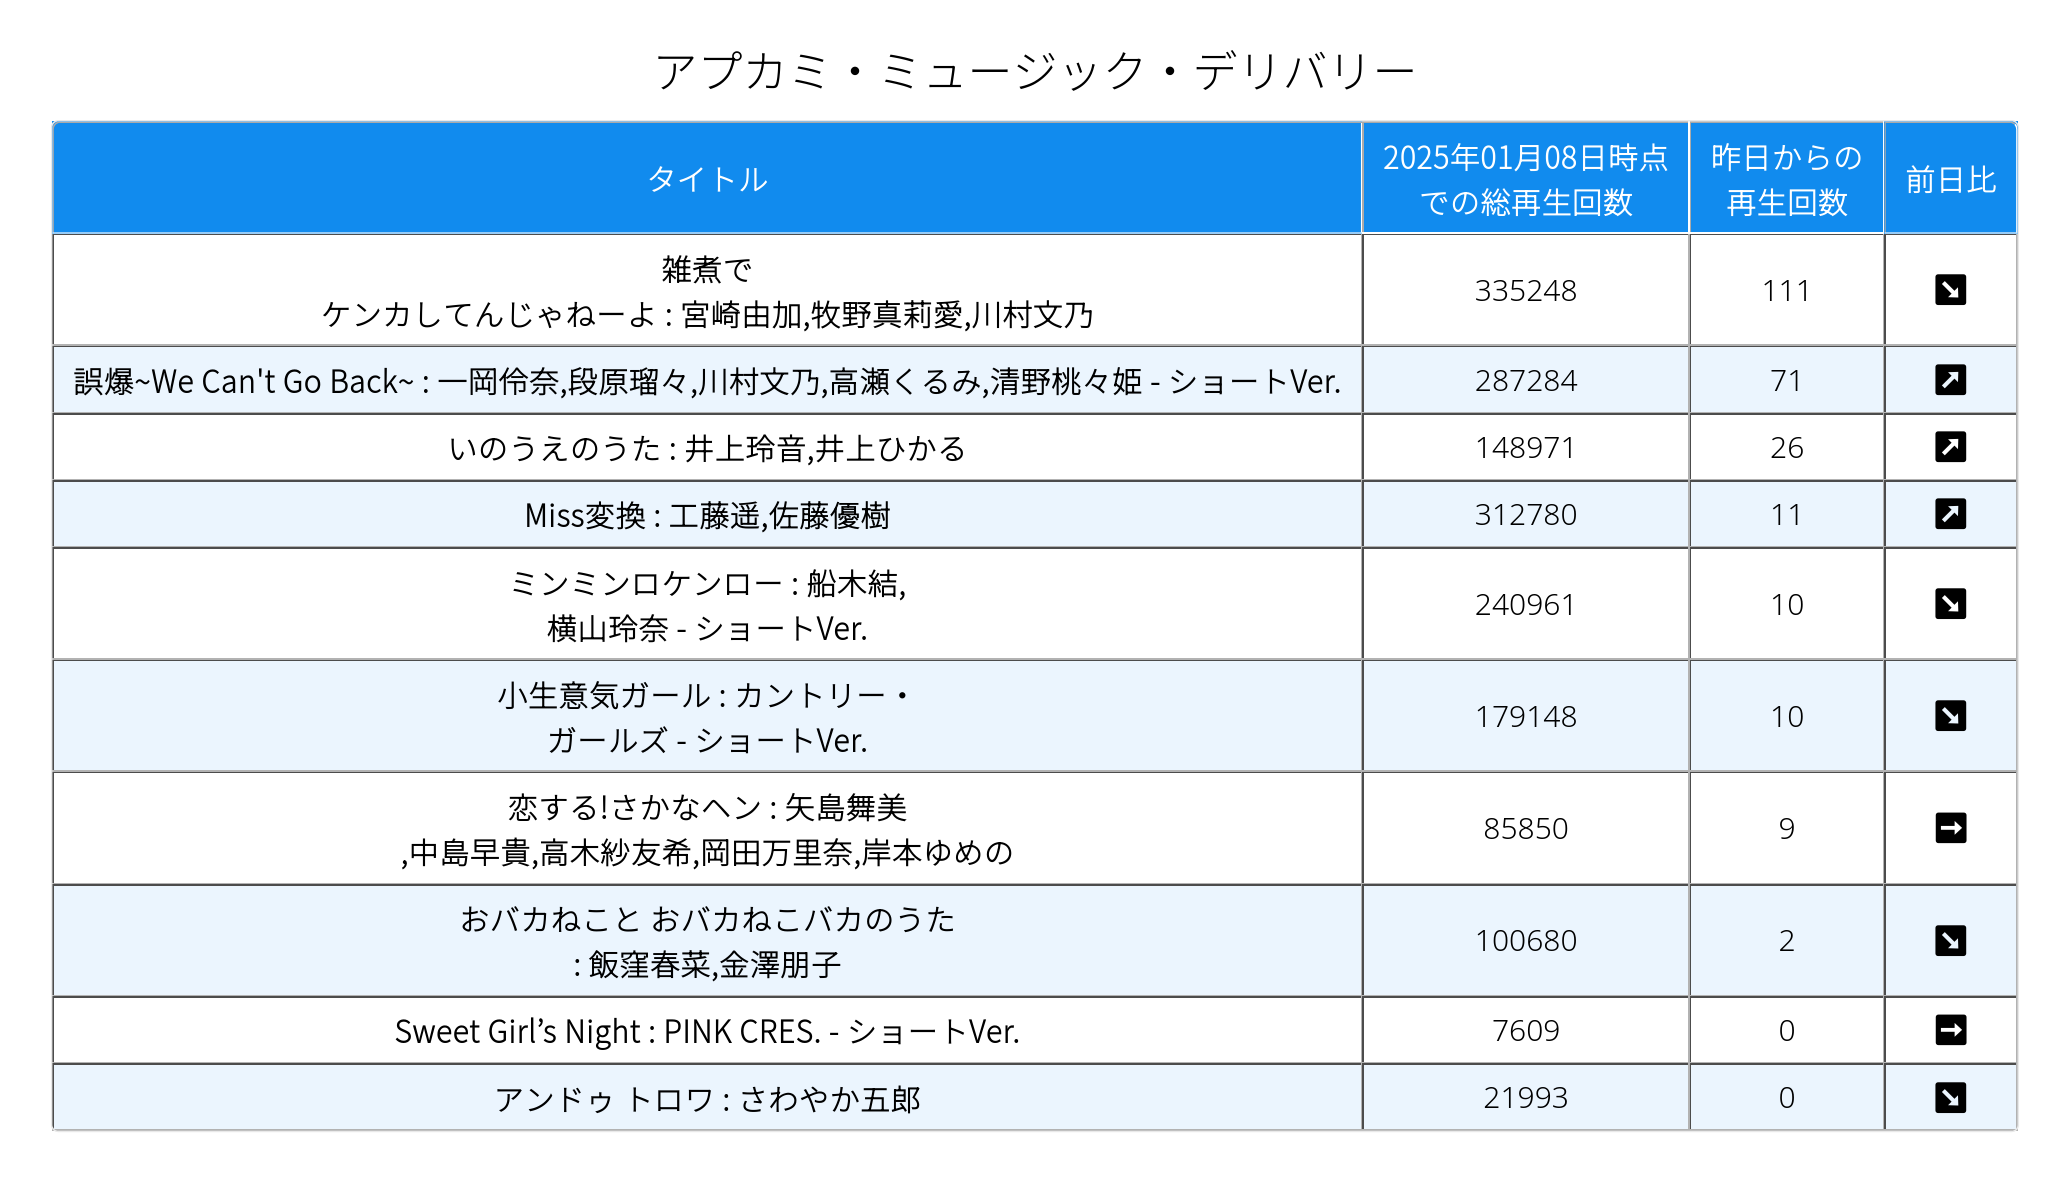 アプカミ・ミュージック・デリバリー
タイトル
2025年01月08日時点
での総再生回数
昨日からの
再生回数
前日比
雑煮で
ケンカしてんじゃねーよ : 宮崎由加,牧野真莉愛,川村文乃
335248
111
誤爆~We Can't Go Back~ : 一岡伶奈,段原瑠々,川村文乃,高瀬くるみ,清野桃々姫 - ショートVer.
287284
71
いのうえのうた : 井上玲音,井上ひかる
148971
26
Miss変換 : 工藤遥,佐藤優樹
312780
11
ミンミンロケンロー : 船木結,
横山玲奈 - ショートVer.
240961
10
小生意気ガール : カントリー・
ガールズ - ショートVer.
179148
10
恋する!さかなヘン : 矢島舞美
,中島早貴,高木紗友希,岡田万里奈,岸本ゆめの
85850
9
おバカねこと おバカねこバカのうた
: 飯窪春菜,金澤朋子
100680
2
Sweet Girl’s Night : PINK CRES. - ショートVer.
7609
0
アンドゥ トロワ : さわやか五郎
21993
0